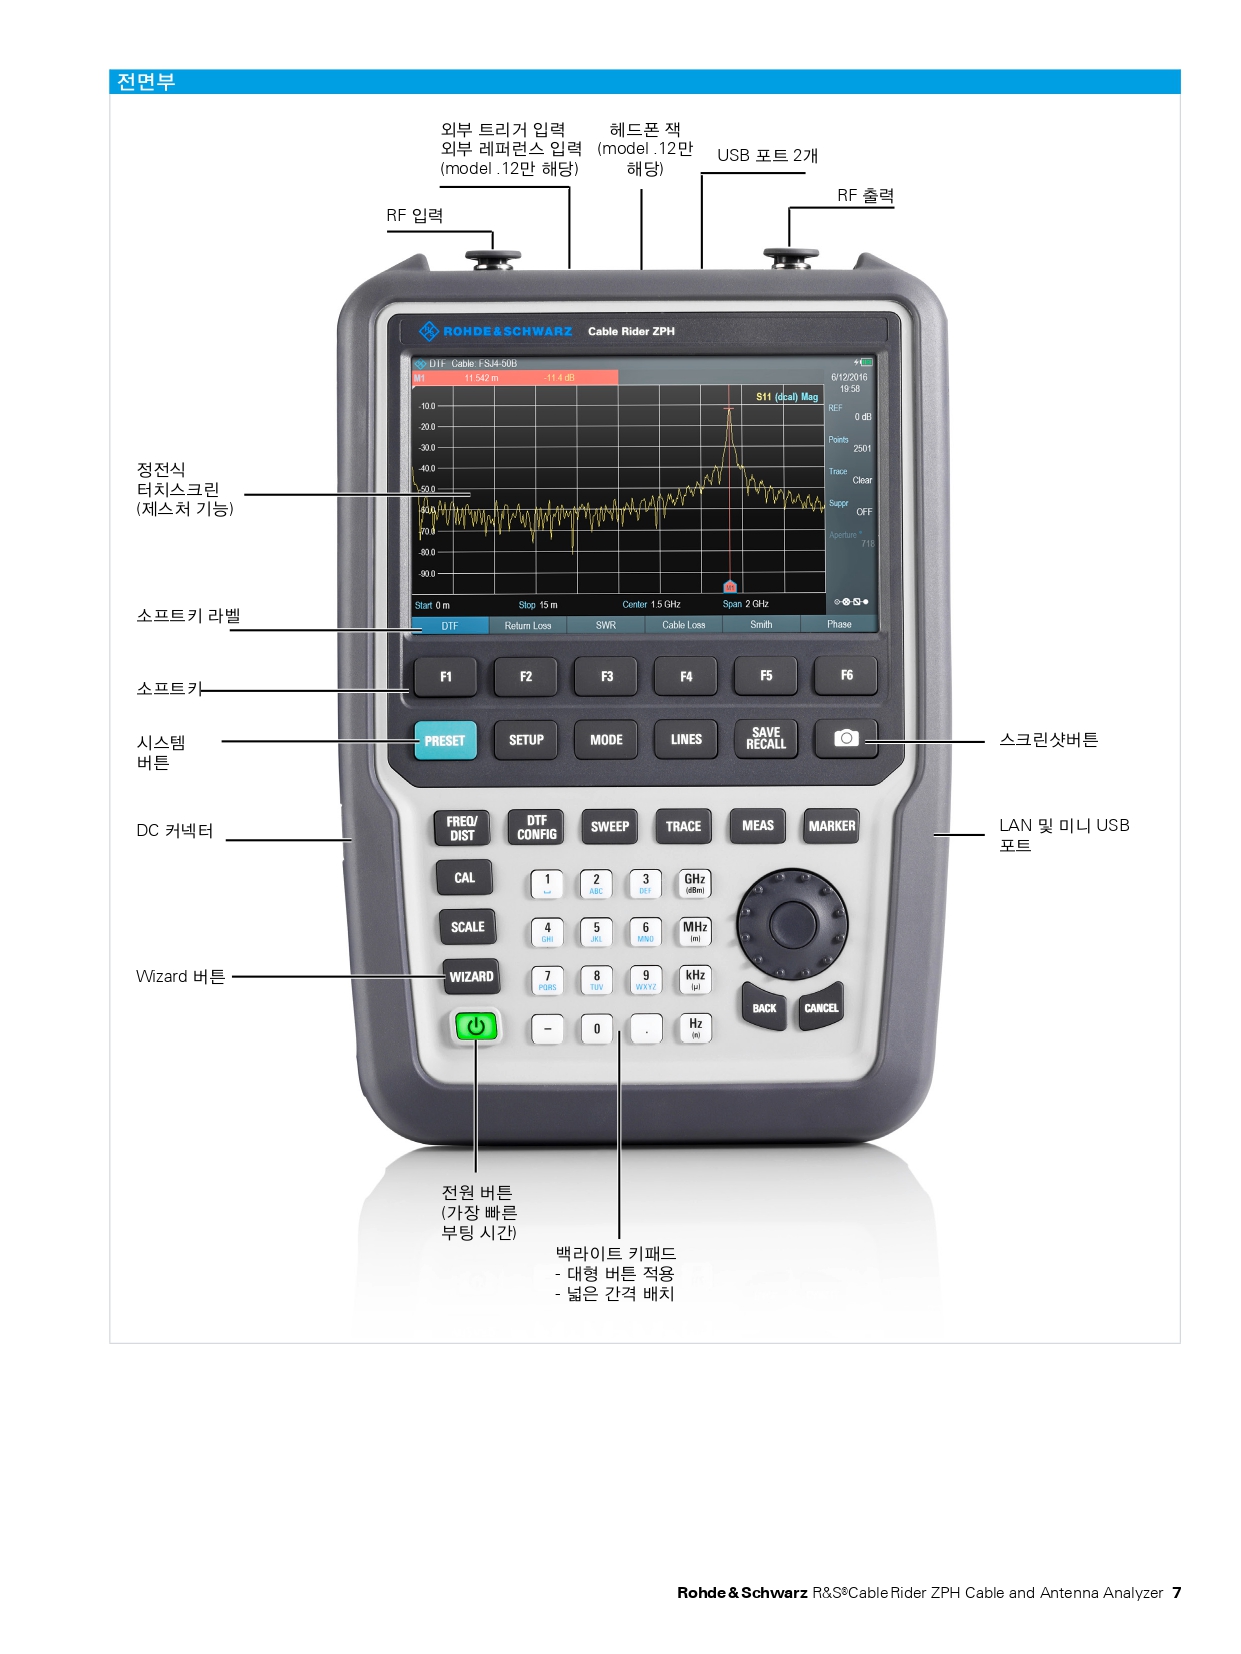 전면부
외부 트리거 입력
외부 레퍼런스 입력
(model .12만 해당)
헤드폰 잭
(model .12만
해당)
USB 포트 2개
RF 출력
RF 입력
ROHDE & SCHWARZ Cable Rider ZPH
DTF Cable: FSJ4-50B
M1 11.542 m -11.4 dB
6/12/2016
19:58
S11 (dcal) Mag
REF
0 dB
Points
2501
Trace
Clear
Suppr
OFF
Aperture *
718
-10.0
-20.0
-30.0
-40.0
-50.0
-60.0
-70.0
-80.0
-90.0
M1
Start 0 m Stop 15 m Center 1.5 GHz Span 2 GHz
DTF Return Loss SWR Cable Loss Smith Phase
정전식
터치스크린
(제스처 기능)
소프트키 라벨
소프트키
시스템
버튼
DC 커넥터
Wizard 버튼
F1 F2 F3 F4 F5 F6
PRESET SETUP MODE LINES SAVE RECALL
스크린샷버튼
LAN 및 미니 USB
포트
FREQ/ DIST DTF CONFIG SWEEP TRACE MEAS MARKER
CAL
SCALE
WIZARD
1 2 3 GHz
ABC DEF (dBm)
4 5 6 MHz
GHI JKL MNO (m)
7 8 9 kHz
PQRS TUV WXYZ (µ)
– 0 . Hz
(n)
BACK CANCEL
전원 버튼
(가장 빠른
부팅 시간)
백라이트 키패드
- 대형 버튼 적용
- 넓은 간격 배치
Rohde & Schwarz R&S®Cable Rider ZPH Cable and Antenna Analyzer 7